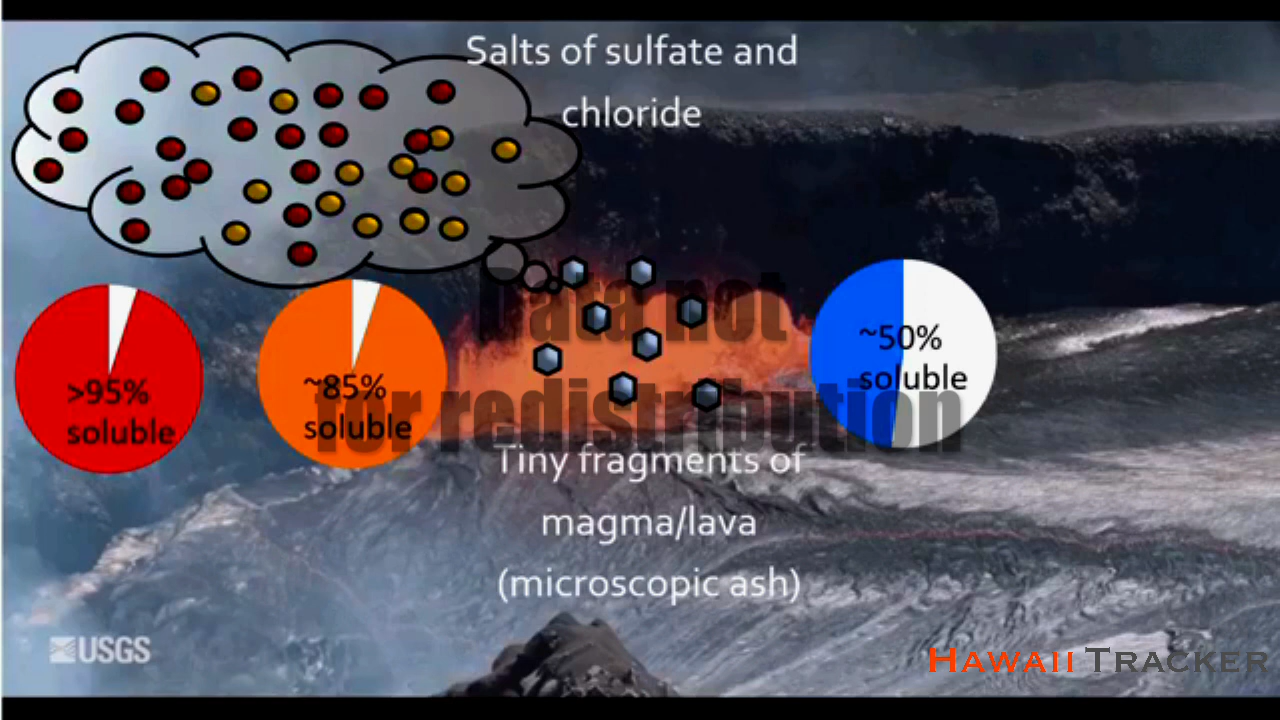 Salts of sulfate and
chloride
Data not
for redistribution
>95%
soluble
~85%
soluble
~50%
soluble
Tiny fragments of
magma/lava
(microscopic ash)
USGS
HAWAII TRACKER